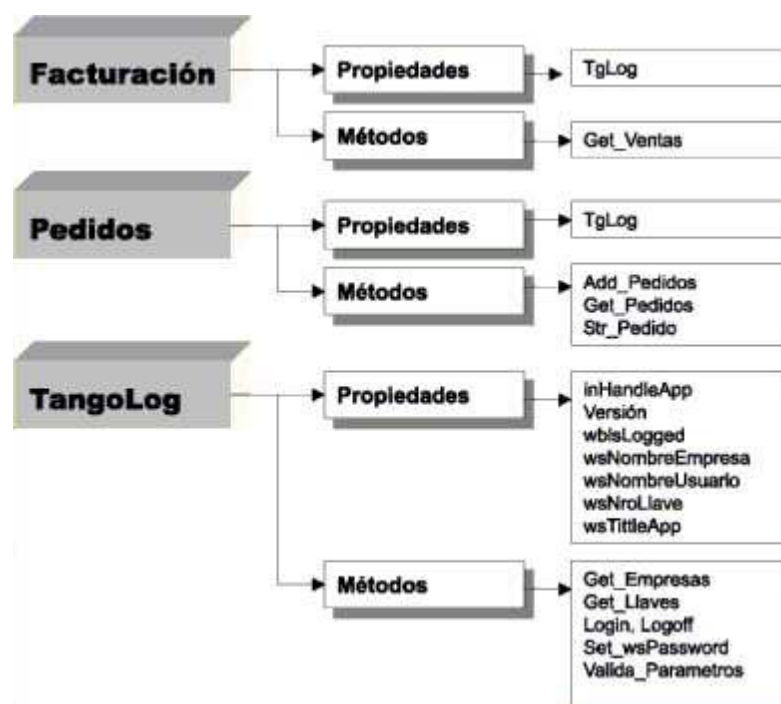 Facturación
Propiedades
TgLog
Métodos
Get_Ventas
Pedidos
Propiedades
TgLog
Métodos
Add_Pedidos
Get_Pedidos
Str_Pedido
TangoLog
Propiedades
inHandleApp
Versión
wbIsLogged
wsNombreEmpresa
wsNombreUsuario
wsNroLlave
wsTittleApp
Métodos
Get_Empresas
Get_Llaves
Login, Logoff
Set_wsPassword
Valida_Parametros